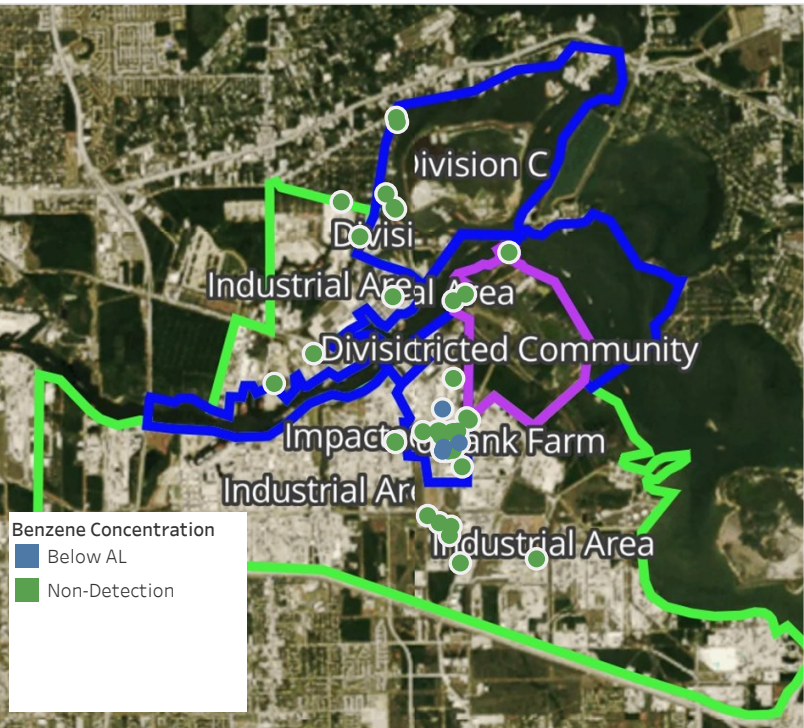 Division C
Divisi
Industrial Area
al Area
Divisi
tricted Community
Impact
ank Farm
Industrial Are
Industrial Area
Benzene Concentration
Below AL
Non-Detection